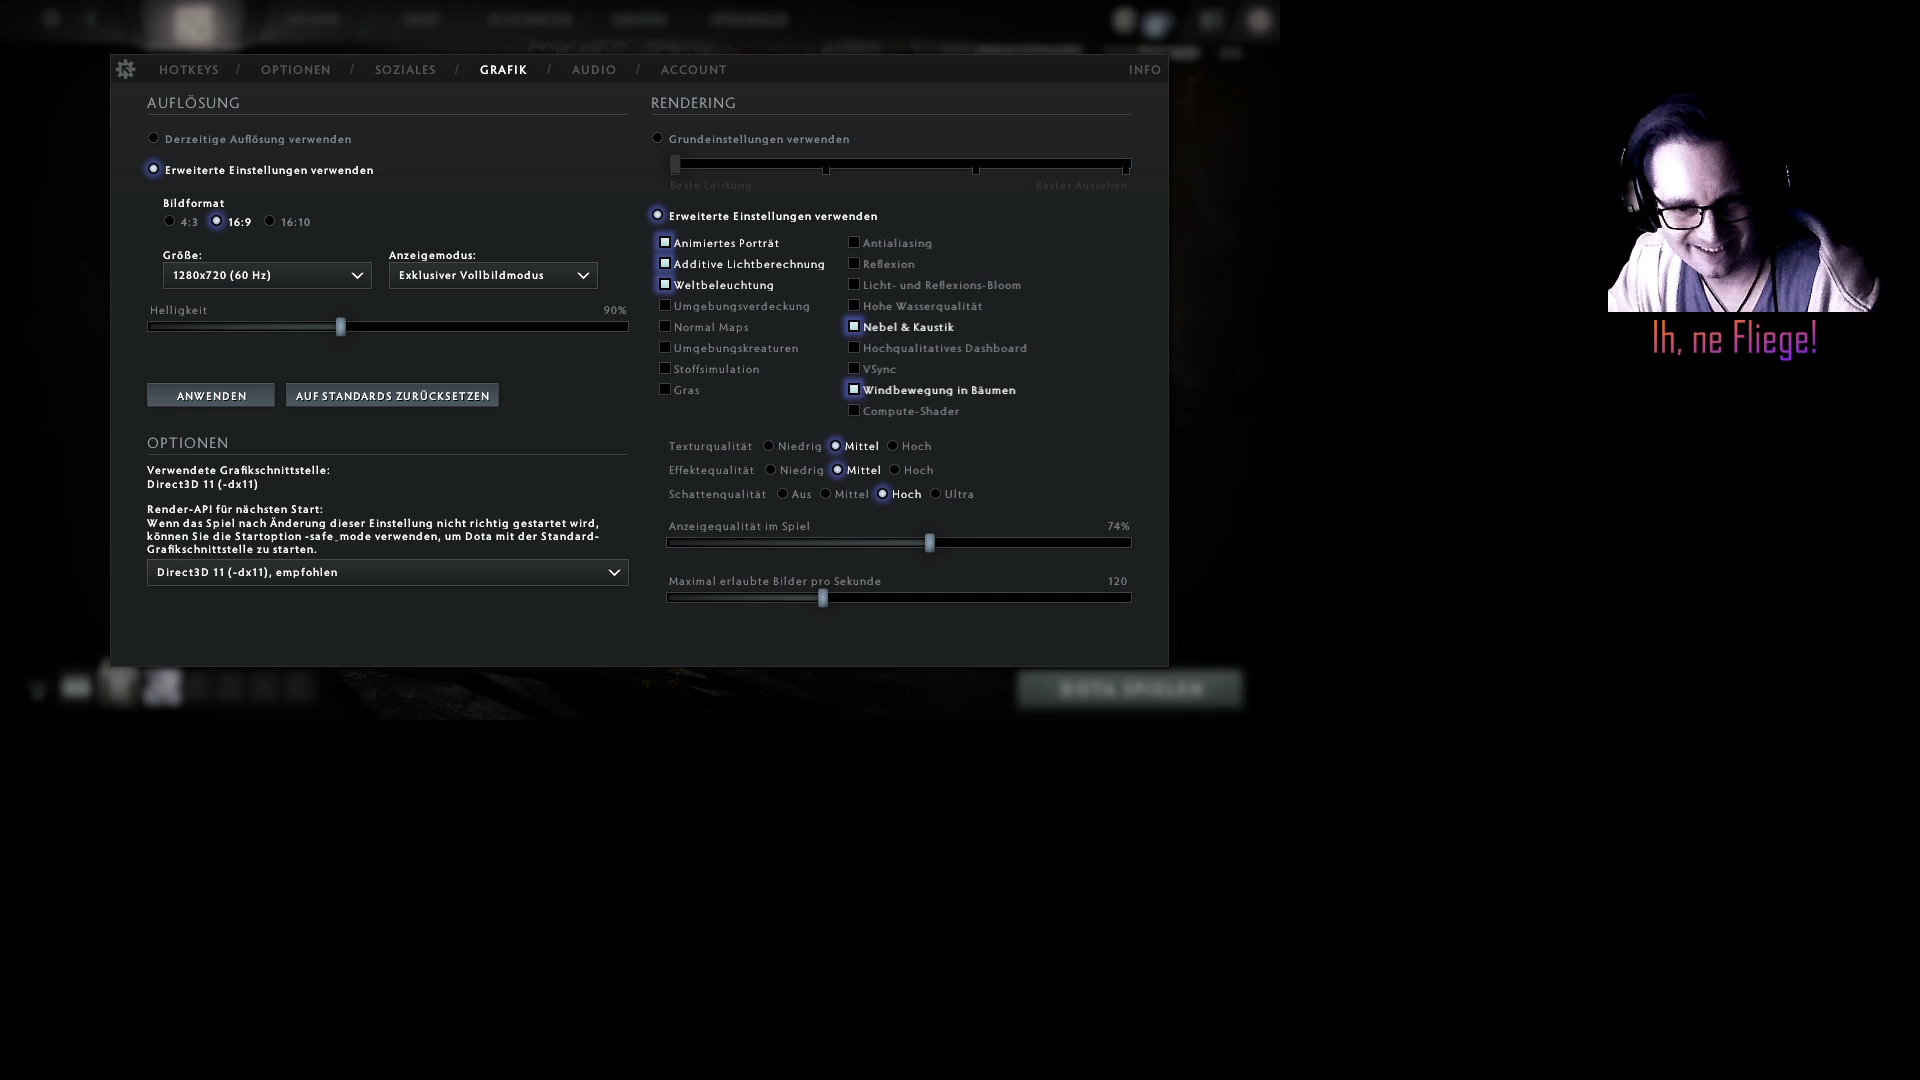 HOTKEYS / OPTIONEN / SOZIALES / GRAFIK / AUDIO / ACCOUNT INFO
AUFLÖSUNG
Derzeitige Auflösung verwenden
Erweiterte Einstellungen verwenden
Bildformat
4:3 16:9 16:10
Größe: Anzeigemodus:
1280x720 (60 Hz) Exklusiver Vollbildmodus
Helligkeit 90%
ANWENDEN AUF STANDARDS ZURÜCKSETZEN
OPTIONEN
Verwendete Grafikschnittstelle:
Direct3D 11 (-dx11)
Render-API für nächsten Start:
Wenn das Spiel nach Änderung dieser Einstellung nicht richtig gestartet wird,
können Sie die Startoption -safe_mode verwenden, um Dota mit der Standard-
Grafikschnittstelle zu starten.
Direct3D 11 (-dx11), empfohlen
RENDERING
Grundeinstellungen verwenden
Beste Leistung Bestes Aussehen
Erweiterte Einstellungen verwenden
Animiertes Porträt
Additive Lichtberechnung
Weltbeleuchtung
Umgebungsverdeckung
Normal Maps
Umgebungskreaturen
Stoffsimulation
Gras
Antialiasing
Reflexion
Licht- und Reflexions-Bloom
Hohe Wasserqualität
Nebel & Kaustik
Hochqualitatives Dashboard
VSync
Windbewegung in Bäumen
Compute-Shader
Texturqualität Niedrig Mittel Hoch
Effektequalität Niedrig Mittel Hoch
Schattenqualität Aus Mittel Hoch Ultra
Anzeigequalität im Spiel 74%
Maximal erlaubte Bilder pro Sekunde 120
DOTA SPIELEN
Ih, ne Fliege!